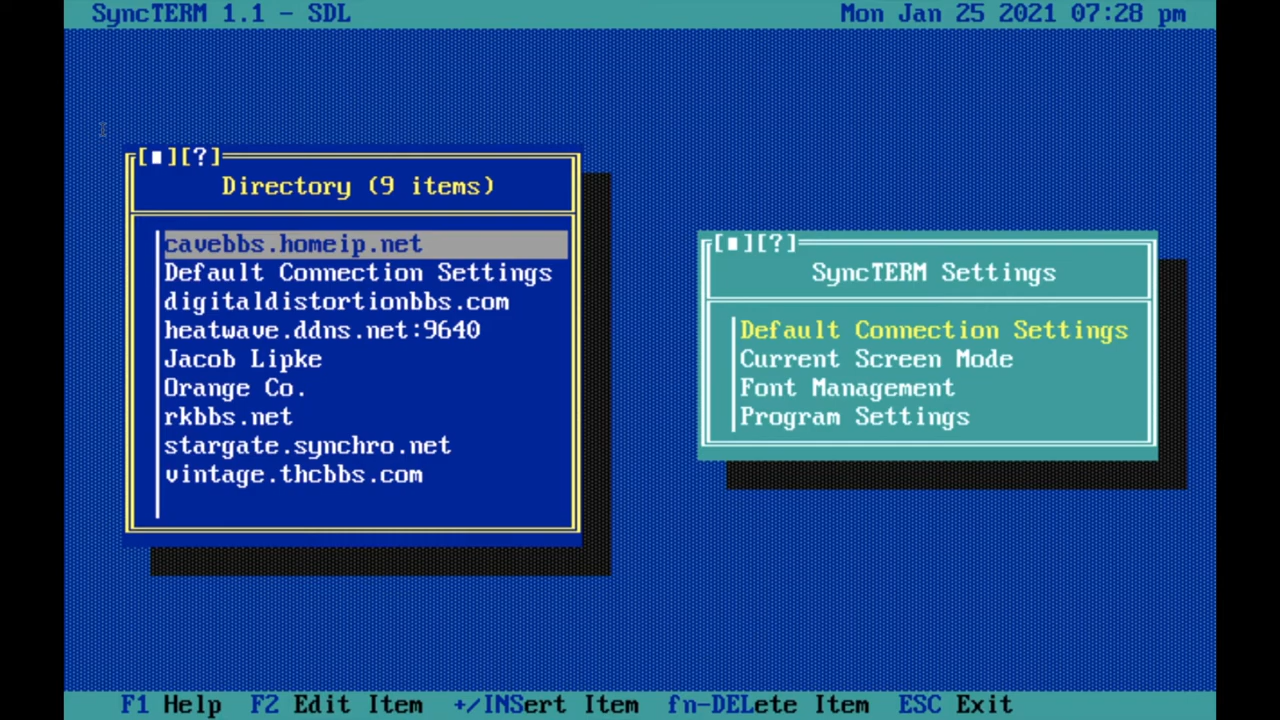 SyncTERM 1.1 - SDL
Mon Jan 25 2021 07:28 pm
[■][?]
Directory (9 items)
cavebbs.homeip.net
Default Connection Settings
digitaldistortionbbs.com
heatwave.ddns.net:9640
Jacob Lipke
Orange Co.
rkbbs.net
stargate.synchro.net
vintage.thcbbs.com
[■][?]
SyncTERM Settings
Default Connection Settings
Current Screen Mode
Font Management
Program Settings
F1 Help F2 Edit Item +/INSert Item fn-DELete Item ESC Exit